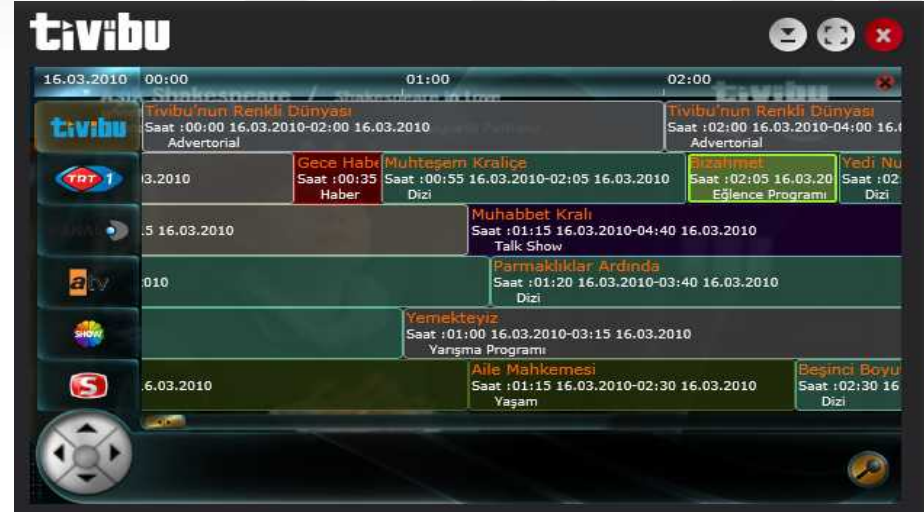 tivibu
16.03.2010 00:00 01:00 02:00
Shakespeare / Shakespeare in Love
tivibu
tivibu Tivibu'nun Renkli Dünyası Tivibu'nun Renkli Dünyası
Saat :00:00 16.03.2010-02:00 16.03.2010 Saat :02:00 16.03.2010-04:00 16.
Advertorial Advertorial
TRT 1 Gece Habe Muhteşem Kraliçe Bizahmet Yedi Nu
3.2010 Saat :00:35 Saat :00:55 16.03.2010-02:05 16.03.2010 Saat :02:05 16.03.20 Saat :02:
Haber Dizi Eğlence Programı Dizi
KANAL D Muhabbet Kralı
.5 16.03.2010 Saat :01:15 16.03.2010-04:40 16.03.2010
Talk Show
atv Parmaklıklar Ardında
:010 Saat :01:20 16.03.2010-03:40 16.03.2010
Dizi
SHOW Yemekteyiz
Saat :01:00 16.03.2010-03:15 16.03.2010
Yarışma Programı
S Aile Mahkemesi Beşinci Boyu
.6.03.2010 Saat :01:15 16.03.2010-02:30 16.03.2010 Saat :02:30 16
Yaşam Dizi